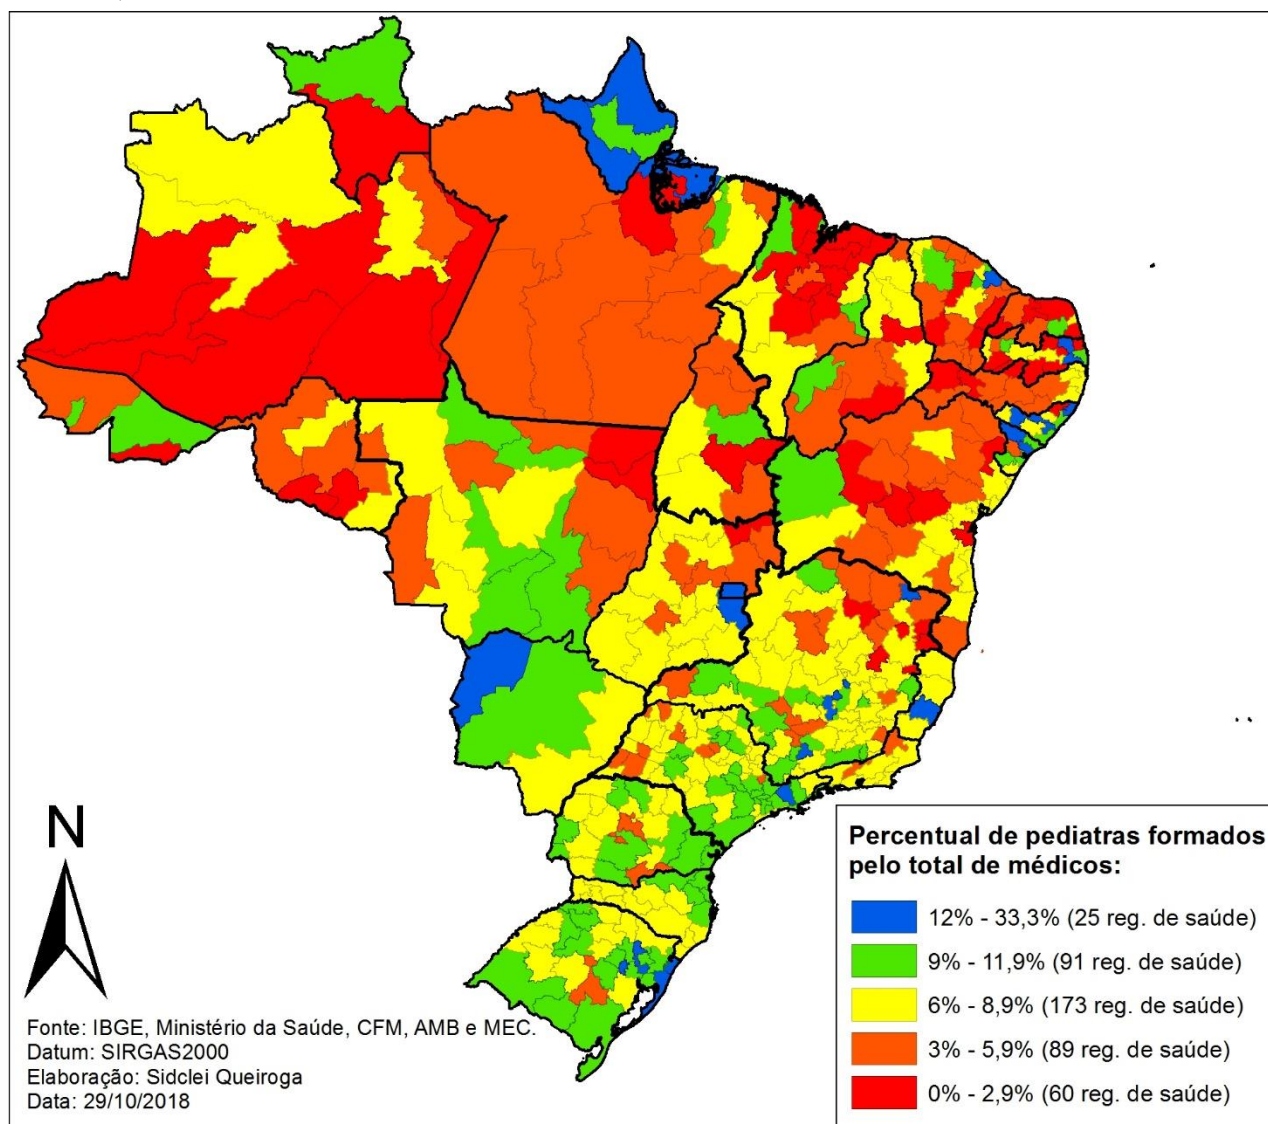 N
Fonte: IBGE, Ministério da Saúde, CFM, AMB e MEC.
Datum: SIRGAS2000
Elaboração: Sidclei Queiroga
Data: 29/10/2018
Percentual de pediatras formados
pelo total de médicos:
12% - 33,3% (25 reg. de saúde)
9% - 11,9% (91 reg. de saúde)
6% - 8,9% (173 reg. de saúde)
3% - 5,9% (89 reg. de saúde)
0% - 2,9% (60 reg. de saúde)